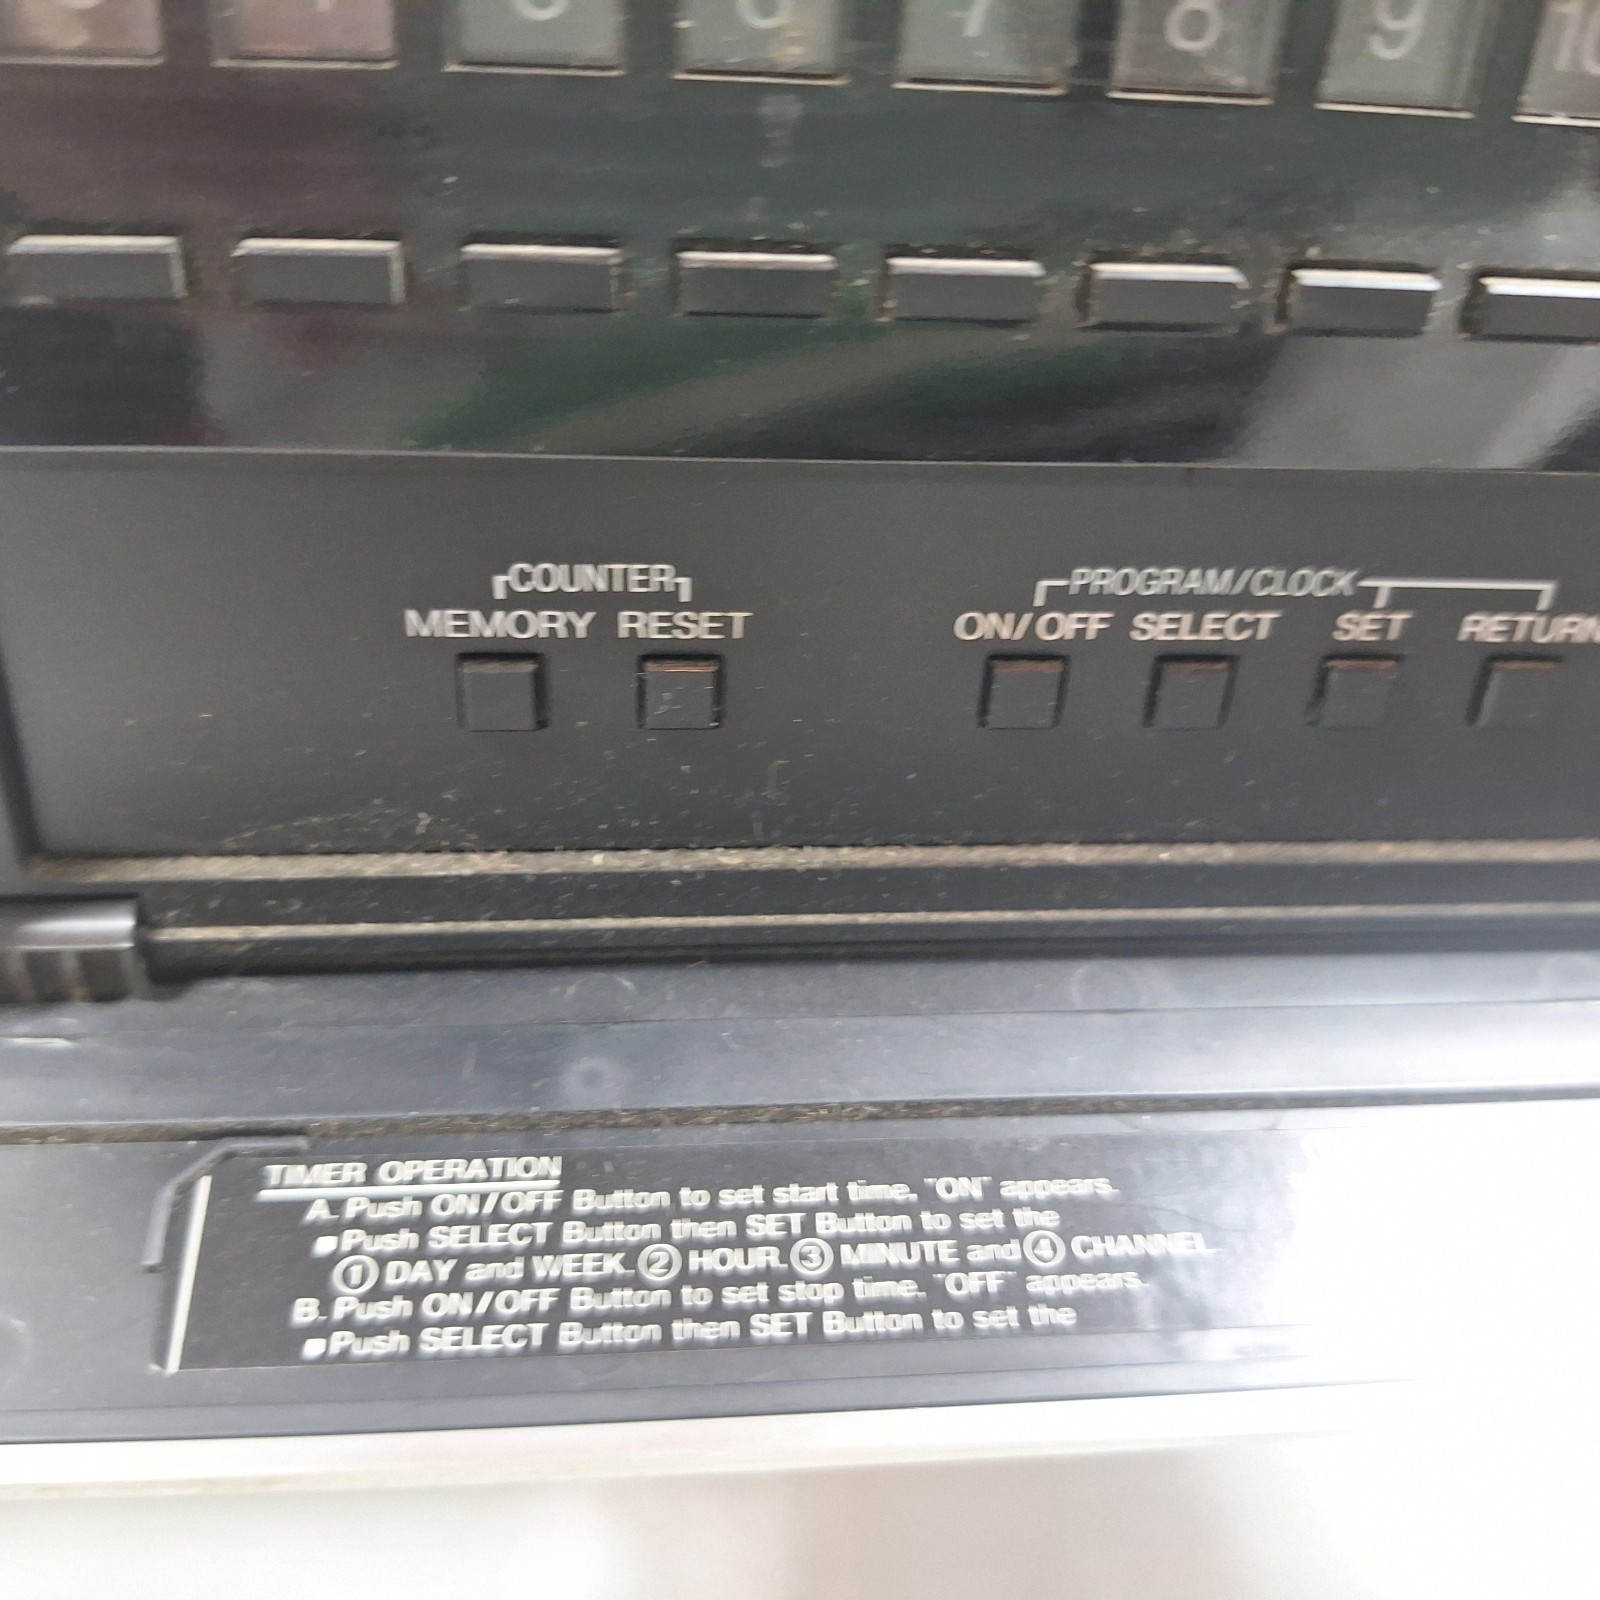 6 7 8 9 10
COUNTER
MEMORY RESET
PROGRAM/CLOCK
ON/OFF SELECT SET RETURN
TIMER OPERATION
A. Push ON/OFF Button to set start time. "ON" appears.
■Push SELECT Button then SET Button to set the
① DAY and WEEK. ② HOUR. ③ MINUTE and ④ CHANNEL.
B. Push ON/OFF Button to set stop time. "OFF" appears.
■Push SELECT Button then SET Button to set the